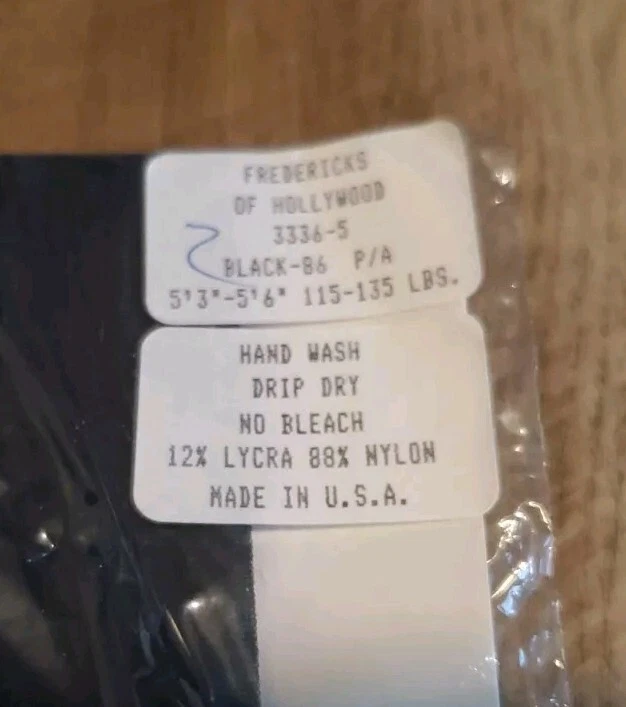 FREDERICKS
OF HOLLYWOOD
3336-5
BLACK-86 P/A
5'3"-5'6" 115-135 LBS.
HAND WASH
DRIP DRY
NO BLEACH
12% LYCRA 88% NYLON
MADE IN U.S.A.